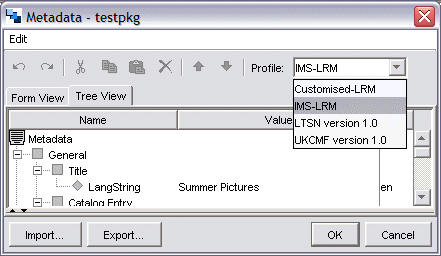 Metadata - testpkg
Edit
Profile: IMS-LRM
Customised-LRM
IMS-LRM
LTSN version 1.0
UKCMF version 1.0
Form View Tree View
Name Value
Metadata
General
Title
LangString Summer Pictures en
Catalog Entry
Import... Export... OK Cancel